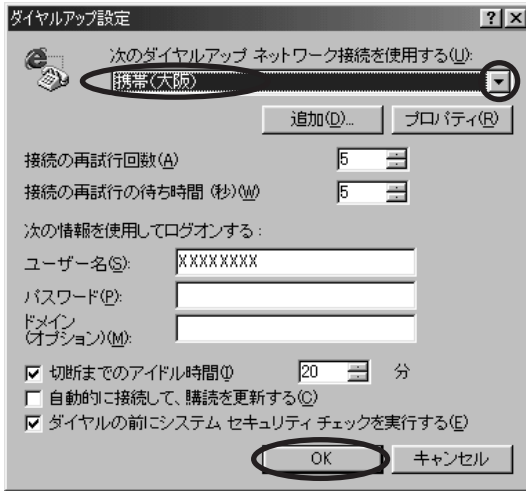 ダイヤルアップ設定
次のダイヤルアップ ネットワーク接続を使用する(U):
携帯(大阪)
追加(D)... プロパティ(R)
接続の再試行回数(A) 5
接続の再試行の待ち時間 (秒)(W) 5
次の情報を使用してログオンする :
ユーザー名(S): XXXXXXXX
パスワード(P):
ドメイン
(オプション)(M):
切断までのアイドル時間(I) 20 分
自動的に接続して、購読を更新する(C)
ダイヤルの前にシステム セキュリティ チェックを実行する(E)
OK キャンセル